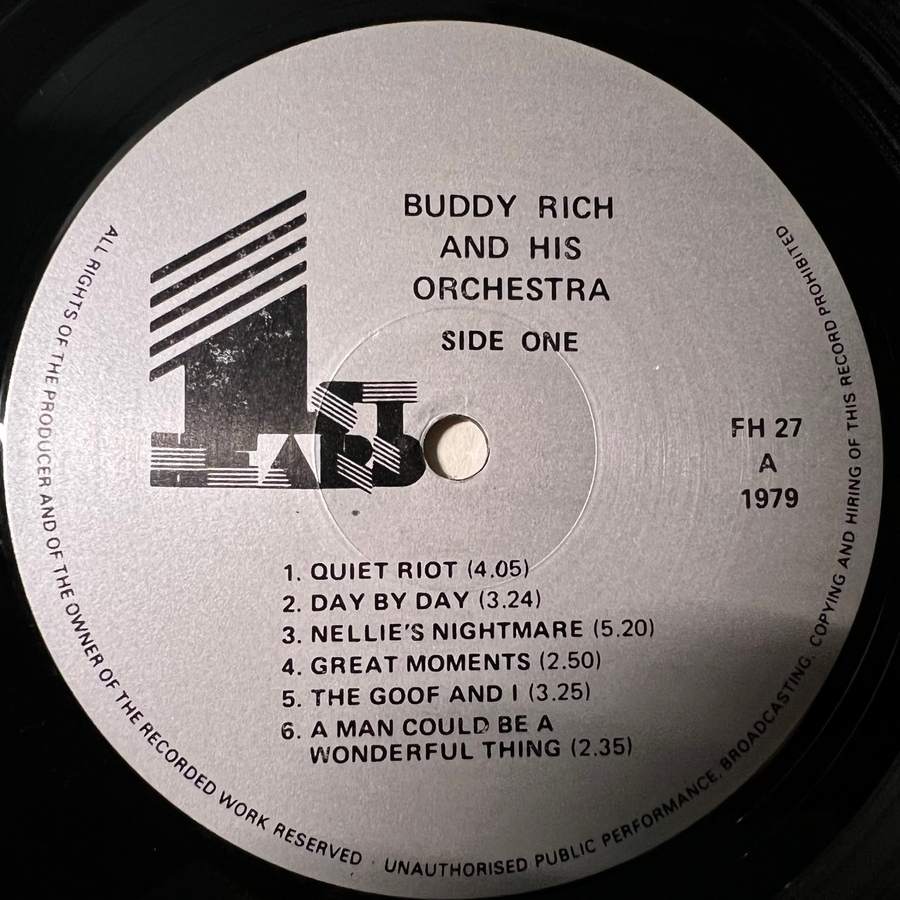 BUDDY RICH
AND HIS
ORCHESTRA
SIDE ONE
1ST
HEARD
FH 27
A
1979
1. QUIET RIOT (4.05)
2. DAY BY DAY (3.24)
3. NELLIE'S NIGHTMARE (5.20)
4. GREAT MOMENTS (2.50)
5. THE GOOF AND I (3.25)
6. A MAN COULD BE A
WONDERFUL THING (2.35)
ALL RIGHTS OF THE PRODUCER AND OF THE OWNER OF THE RECORDED WORK RESERVED · UNAUTHORISED PUBLIC PERFORMANCE, BROADCASTING, COPYING AND HIRING OF THIS RECORD PROHIBITED